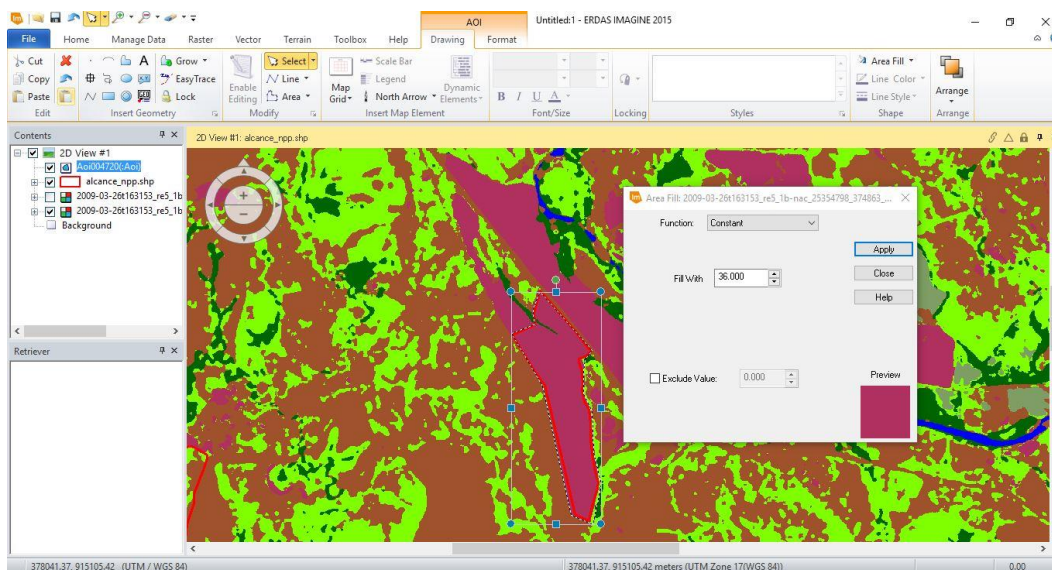 AOI
Untitled:1 - ERDAS IMAGINE 2015
File Home Manage Data Raster Vector Terrain Toolbox Help Drawing Format
Cut
Copy
Paste
Edit
A Grow
EasyTrace
Lock
Insert Geometry
Enable Editing
Select
Line
Area
Modify
Map Grid
Scale Bar
Legend
North Arrow
Dynamic Elements
Insert Map Element
B I U A
Font/Size
Locking
Styles
Area Fill
Line Color
Line Style
Shape
Arrange
Arrange
Contents
2D View #1
Aoi004720(:Aoi)
alcance_npp.shp
2009-03-26t163153_re5_1b
2009-03-26t163153_re5_1b
Background
Retriever
2D View #1: alcance_npp.shp
Area Fill: 2009-03-26t163153_re5_1b-nac_25354798_374863_...
Function: Constant
Apply
Fill With 36.000
Close
Help
Exclude Value: 0.000
Preview
378041.37, 915105.42 (UTM / WGS 84)
378041.37, 915105.42 meters (UTM Zone 17(WGS 84))
0.00